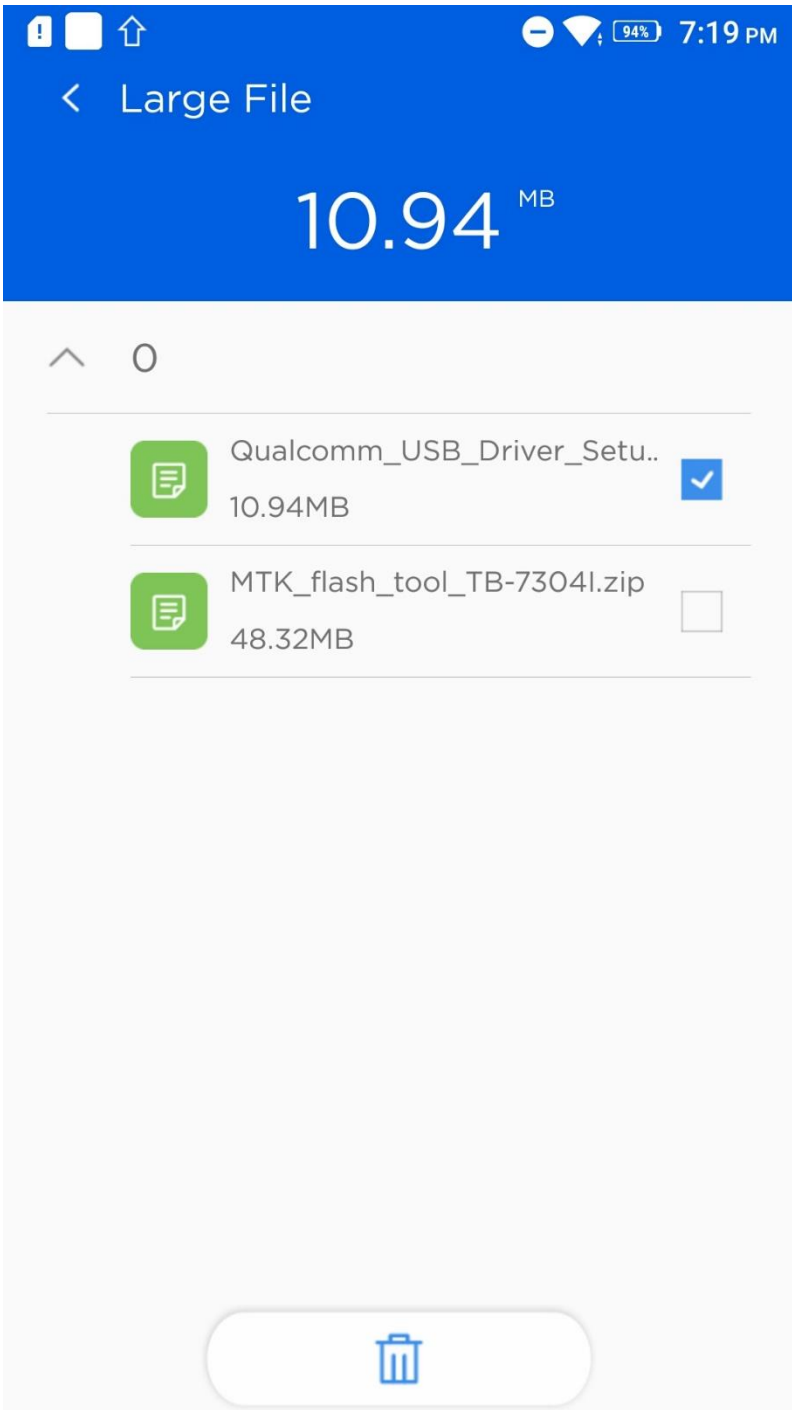 94% 7:19 PM
Large File
10.94 MB
0
Qualcomm_USB_Driver_Setu..
10.94MB
MTK_flash_tool_TB-7304I.zip
48.32MB